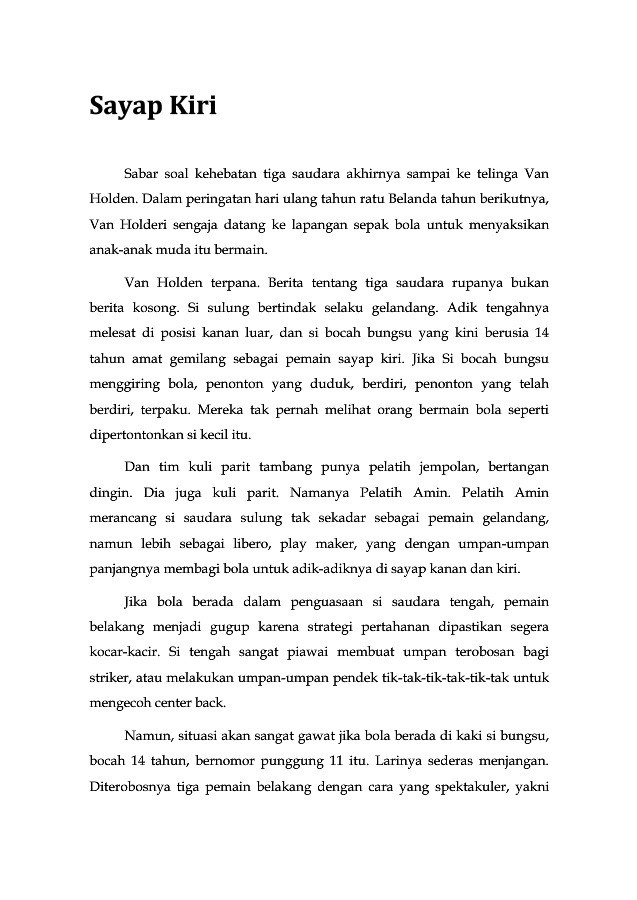 Sayap Kiri
Sabar soal kehebatan tiga saudara akhirnya sampai ke telinga Van
Holden. Dalam peringatan hari ulang tahun ratu Belanda tahun berikutnya,
Van Holderi sengaja datang ke lapangan sepak bola untuk menyaksikan
anak-anak muda itu bermain.
Van Holden terpana. Berita tentang tiga saudara rupanya bukan
berita kosong. Si sulung bertindak selaku gelandang. Adik tengahnya
melesat di posisi kanan luar, dan si bocah bungsu yang kini berusia 14
tahun amat gemilang sebagai pemain sayap kiri. Jika Si bocah bungsu
menggiring bola, penonton yang duduk, berdiri, penonton yang telah
berdiri, terpaku. Mereka tak pernah melihat orang bermain bola seperti
dipertontonkan si kecil itu.
Dan tim kuli parit tambang punya pelatih jempolan, bertangan
dingin. Dia juga kuli parit. Namanya Pelatih Amin. Pelatih Amin
merancang si saudara sulung tak sekadar sebagai pemain gelandang,
namun lebih sebagai libero, play maker, yang dengan umpan-umpan
panjangnya membagi bola untuk adik-adiknya di sayap kanan dan kiri.
Jika bola berada dalam penguasaan si saudara tengah, pemain
belakang menjadi gugup karena strategi pertahanan dipastikan segera
kocar-kacir. Si tengah sangat piawai membuat umpan terobosan bagi
striker, atau melakukan umpan-umpan pendek tik-tak-tik-tak-tik-tak untuk
mengecoh center back.
Namun, situasi akan sangat gawat jika bola berada di kaki si bungsu,
bocah 14 tahun, bernomor punggung 11 itu. Larinya sederas menjangan.
Diterobosnya tiga pemain belakang dengan cara yang spektakuler, yakni